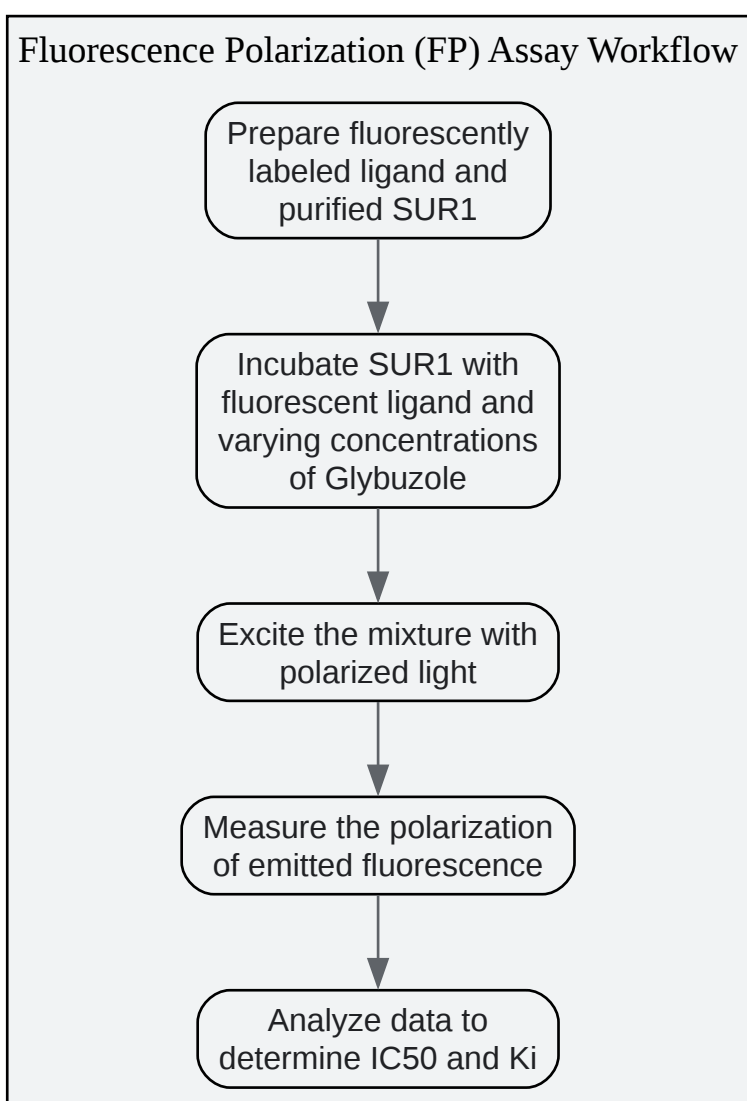 Fluorescence Polarization (FP) Assay Workflow
Prepare fluorescently
labeled ligand and
purified SUR1
Incubate SUR1 with
fluorescent ligand and
varying concentrations
of Glybuzole
Excite the mixture with
polarized light
Measure the polarization
of emitted fluorescence
Analyze data to
determine IC50 and Ki